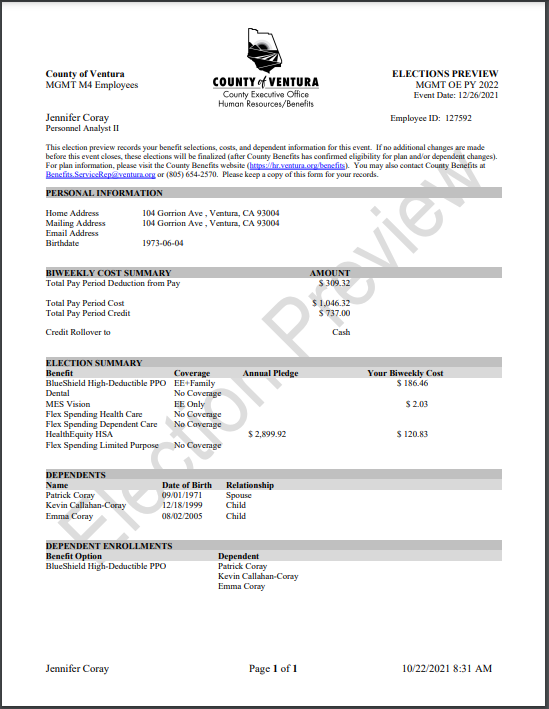 COUNTY of VENTURA
County Executive Office
Human Resources/Benefits
County of Ventura
MGMT M4 Employees
ELECTIONS PREVIEW
MGMT OE PY 2022
Event Date: 12/26/2021
Jennifer Coray
Personnel Analyst II
Employee ID: 127592
This election preview records your benefit selections, costs, and dependent information for this event. If no additional changes are made
before this event closes, these elections will be finalized (after County Benefits has confirmed eligibility for plan and/or dependent changes).
For plan information, please visit the County Benefits website (https://hr.ventura.org/benefits). You may also contact County Benefits at
Benefits.ServiceRep@ventura.org or (805) 654-2570. Please keep a copy of this form for your records.
PERSONAL INFORMATION
Home Address 104 Gorrion Ave , Ventura, CA 93004
Mailing Address 104 Gorrion Ave , Ventura, CA 93004
Email Address
Birthdate 1973-06-04
BIWEEKLY COST SUMMARY AMOUNT
Total Pay Period Deduction from Pay $ 309.32
Total Pay Period Cost $ 1,046.32
Total Pay Period Credit $ 737.00
Credit Rollover to Cash
ELECTION SUMMARY
Benefit Coverage Annual Pledge Your Biweekly Cost
BlueShield High-Deductible PPO EE+Family $ 186.46
Dental No Coverage
MES Vision EE Only $ 2.03
Flex Spending Health Care No Coverage
Flex Spending Dependent Care No Coverage
HealthEquity HSA $ 2,899.92 $ 120.83
Flex Spending Limited Purpose No Coverage
DEPENDENTS
Name Date of Birth Relationship
Patrick Coray 09/01/1971 Spouse
Kevin Callahan-Coray 12/18/1999 Child
Emma Coray 08/02/2005 Child
DEPENDENT ENROLLMENTS
Benefit Option Dependent
BlueShield High-Deductible PPO Patrick Coray
Kevin Callahan-Coray
Emma Coray
Election Preview
Jennifer Coray Page 1 of 1 10/22/2021 8:31 AM